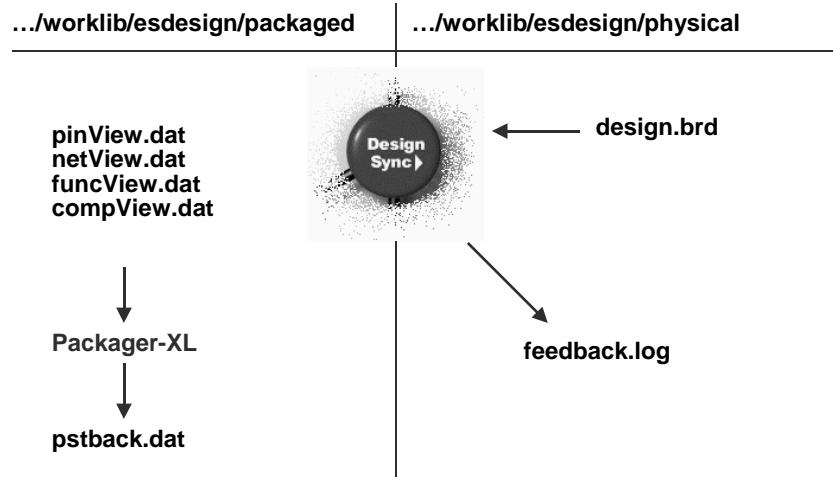 …/worklib/esdesign/packaged
…/worklib/esdesign/physical
pinView.dat
netView.dat
funcView.dat
compView.dat
Design
Sync
design.brd
Packager-XL
feedback.log
pstback.dat